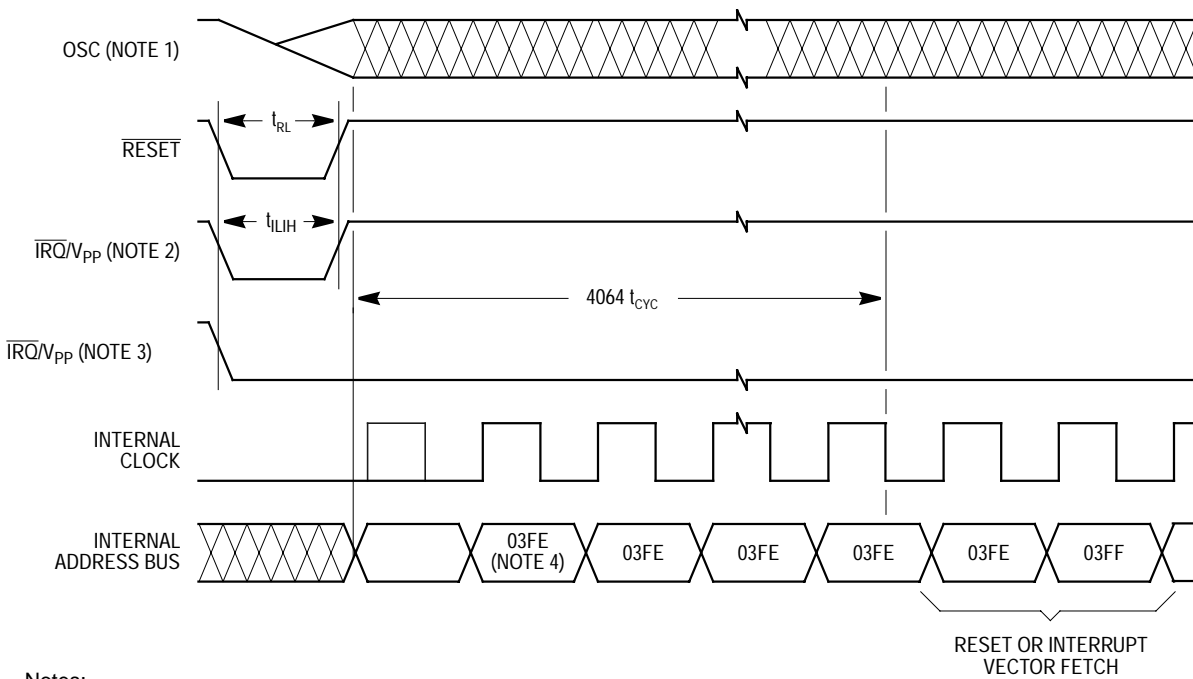 OSC (NOTE 1)
t_RL
RESET
t_ILIH
IRQ/V_PP (NOTE 2)
4064 t_CYC
IRQ/V_PP (NOTE 3)
INTERNAL
CLOCK
INTERNAL
ADDRESS BUS
03FE
(NOTE 4)
03FE
03FE
03FE
03FE
03FF
RESET OR INTERRUPT
VECTOR FETCH
Notes: